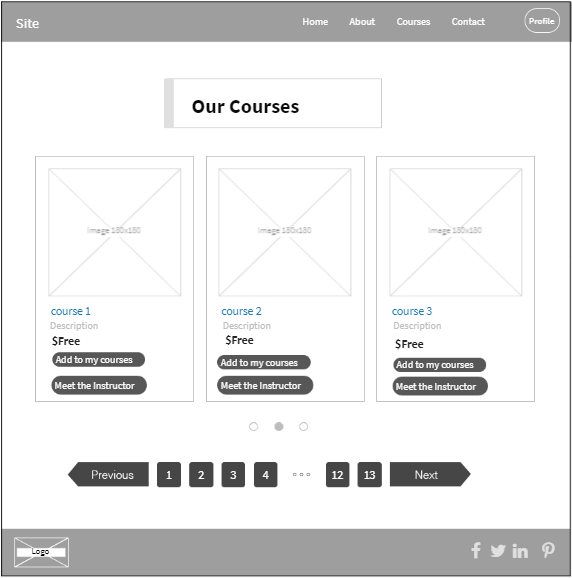 Site
Home About Courses Contact Profile
Our Courses
Image 150x150 Image 150x150 Image 150x150
course 1 course 2 course 3
Description Description Description
$Free $Free $Free
Add to my courses Add to my courses Add to my courses
Meet the Instructor Meet the Instructor Meet the Instructor
Previous 1 2 3 4 12 13 Next
Logo